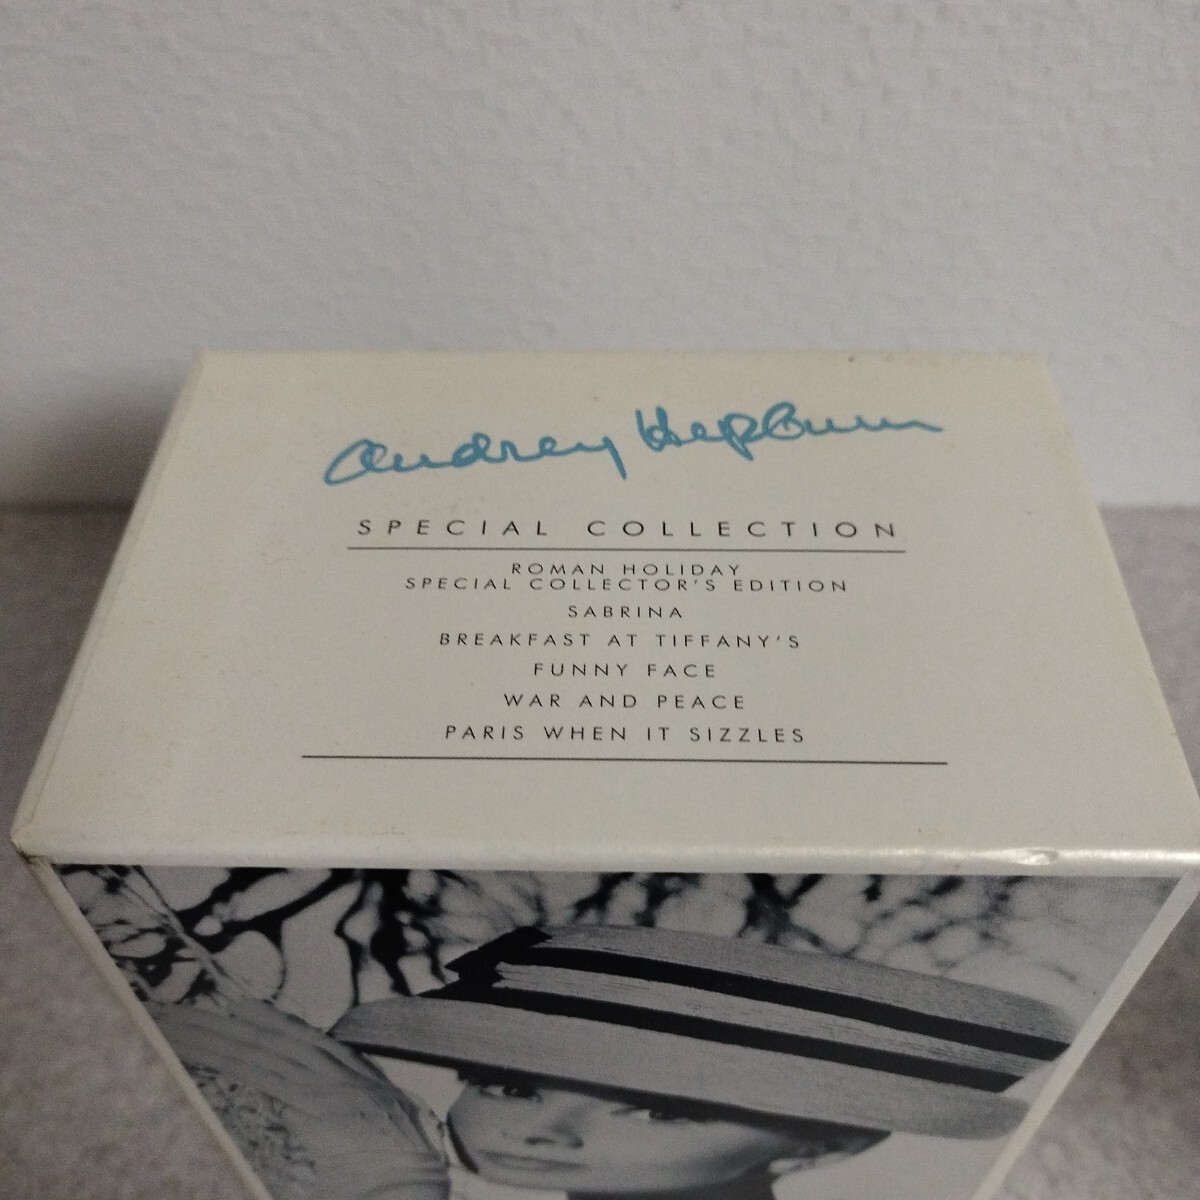 Audrey Hepburn
SPECIAL COLLECTION
ROMAN HOLIDAY
SPECIAL COLLECTOR'S EDITION
SABRINA
BREAKFAST AT TIFFANY'S
FUNNY FACE
WAR AND PEACE
PARIS WHEN IT SIZZLES